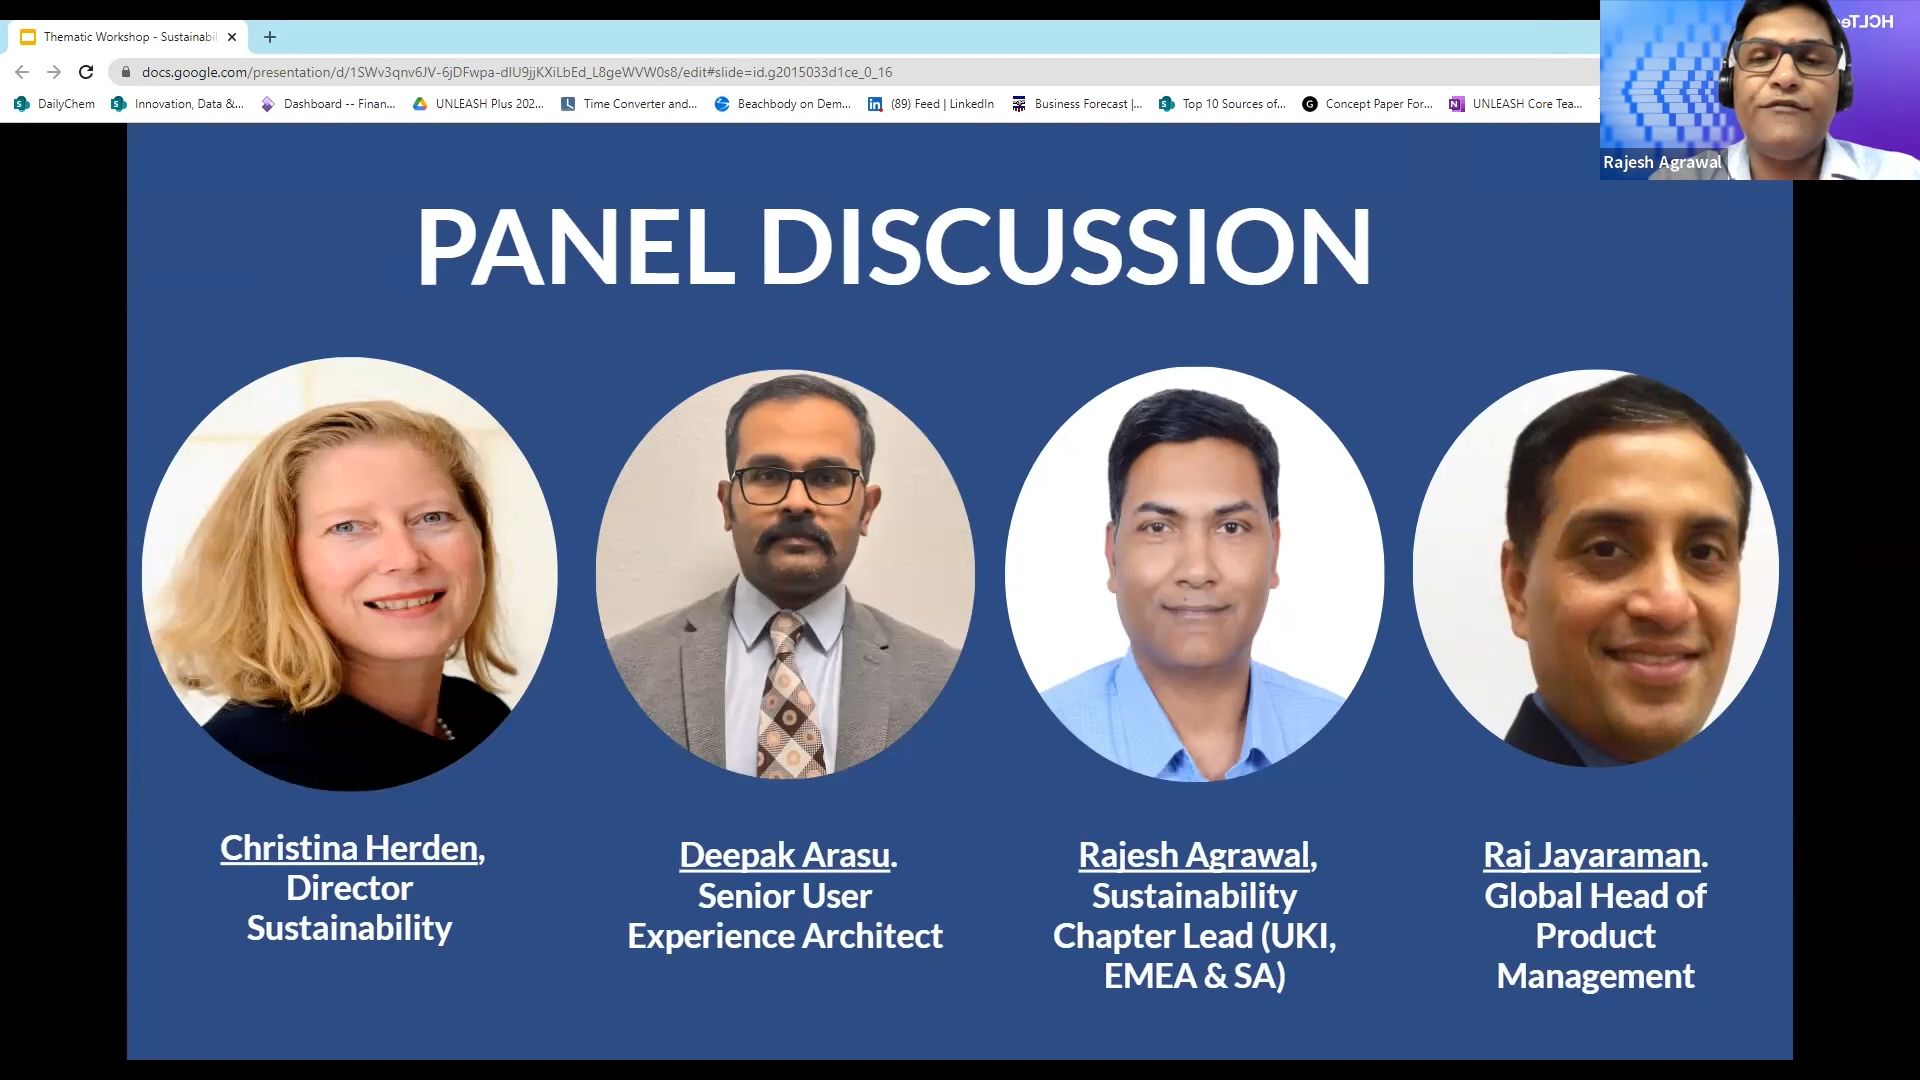 Thematic Workshop - Sustainabil
docs.google.com/presentation/d/1SWv3qnv6JV-6jDFwpa-dIU9jjKXiLbEd_L8geWVW0s8/edit#slide=id.g2015033d1ce_0_16
DailyChem Innovation, Data &... Dashboard -- Finan... UNLEASH Plus 202... Time Converter and... Beachbody on Dem... (89) Feed | LinkedIn Business Forecast |... Top 10 Sources of... Concept Paper For... UNLEASH Core Tea...
HCLTe
Rajesh Agrawal
PANEL DISCUSSION
Christina Herden,
Director
Sustainability
Deepak Arasu.
Senior User
Experience Architect
Rajesh Agrawal,
Sustainability
Chapter Lead (UKI,
EMEA & SA)
Raj Jayaraman.
Global Head of
Product
Management